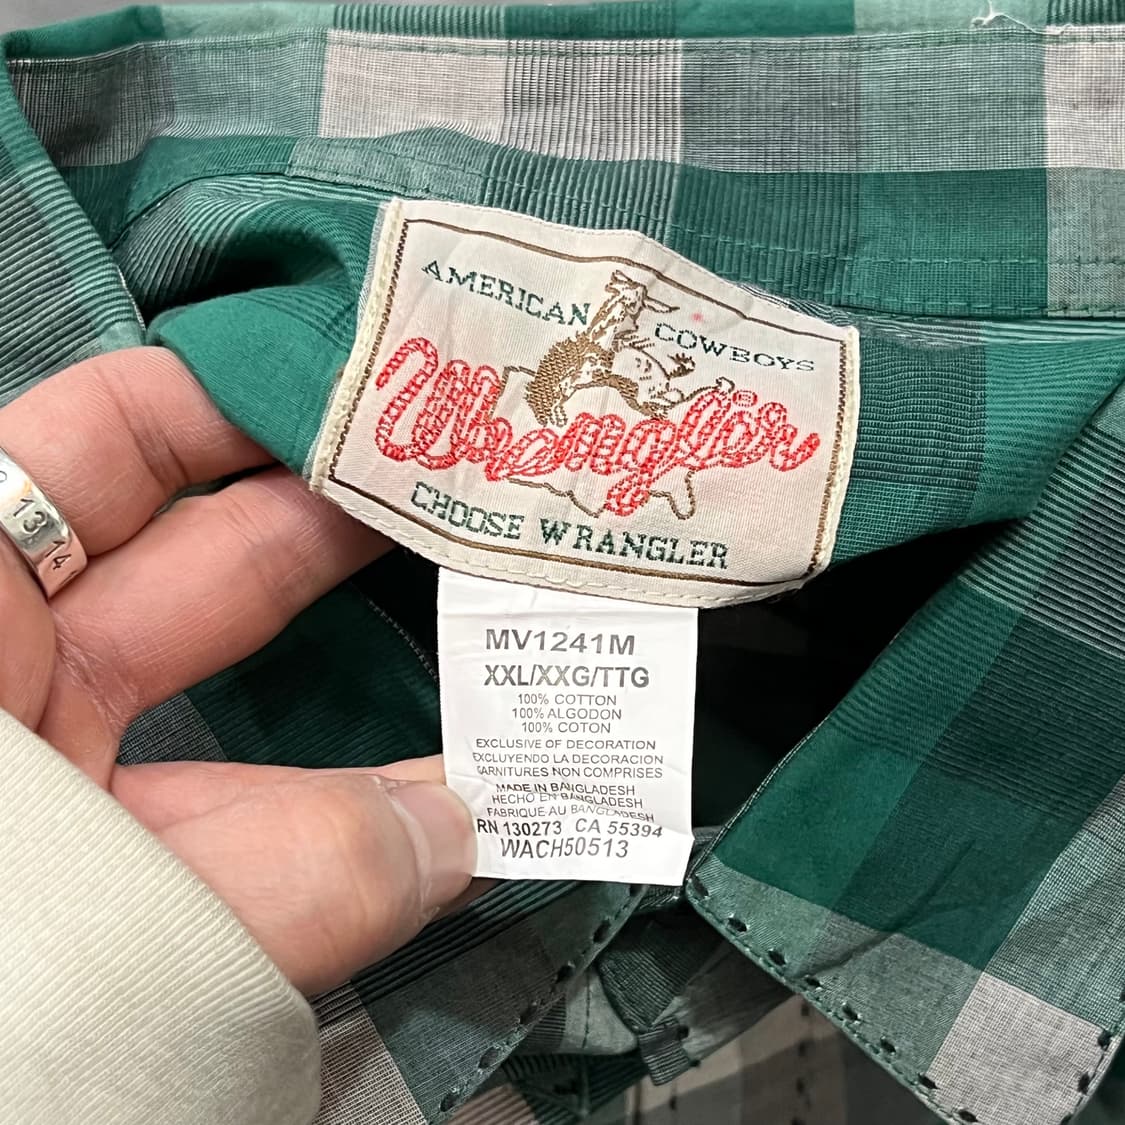 AMERICAN COWBOYS
Wrangler
CHOOSE WRANGLER
MV1241M
XXL/XXG/TTG
100% COTTON
100% ALGODON
100% COTON
EXCLUSIVE OF DECORATION
EXCLUYENDO LA DECORACION
GARNITURES NON COMPRISES
MADE IN BANGLADESH
HECHO EN BANGLADESH
FABRIQUE AU BANGLADESH
RN 130273 CA 55394
WACH50513
13
14